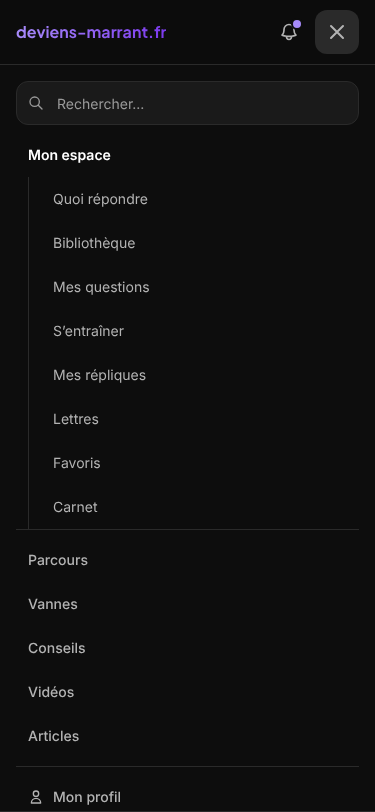 deviens-marrant.fr
Rechercher...
Mon espace
Quoi répondre
Bibliothèque
Mes questions
S’entraîner
Mes répliques
Lettres
Favoris
Carnet
Parcours
Vannes
Conseils
Vidéos
Articles
Mon profil